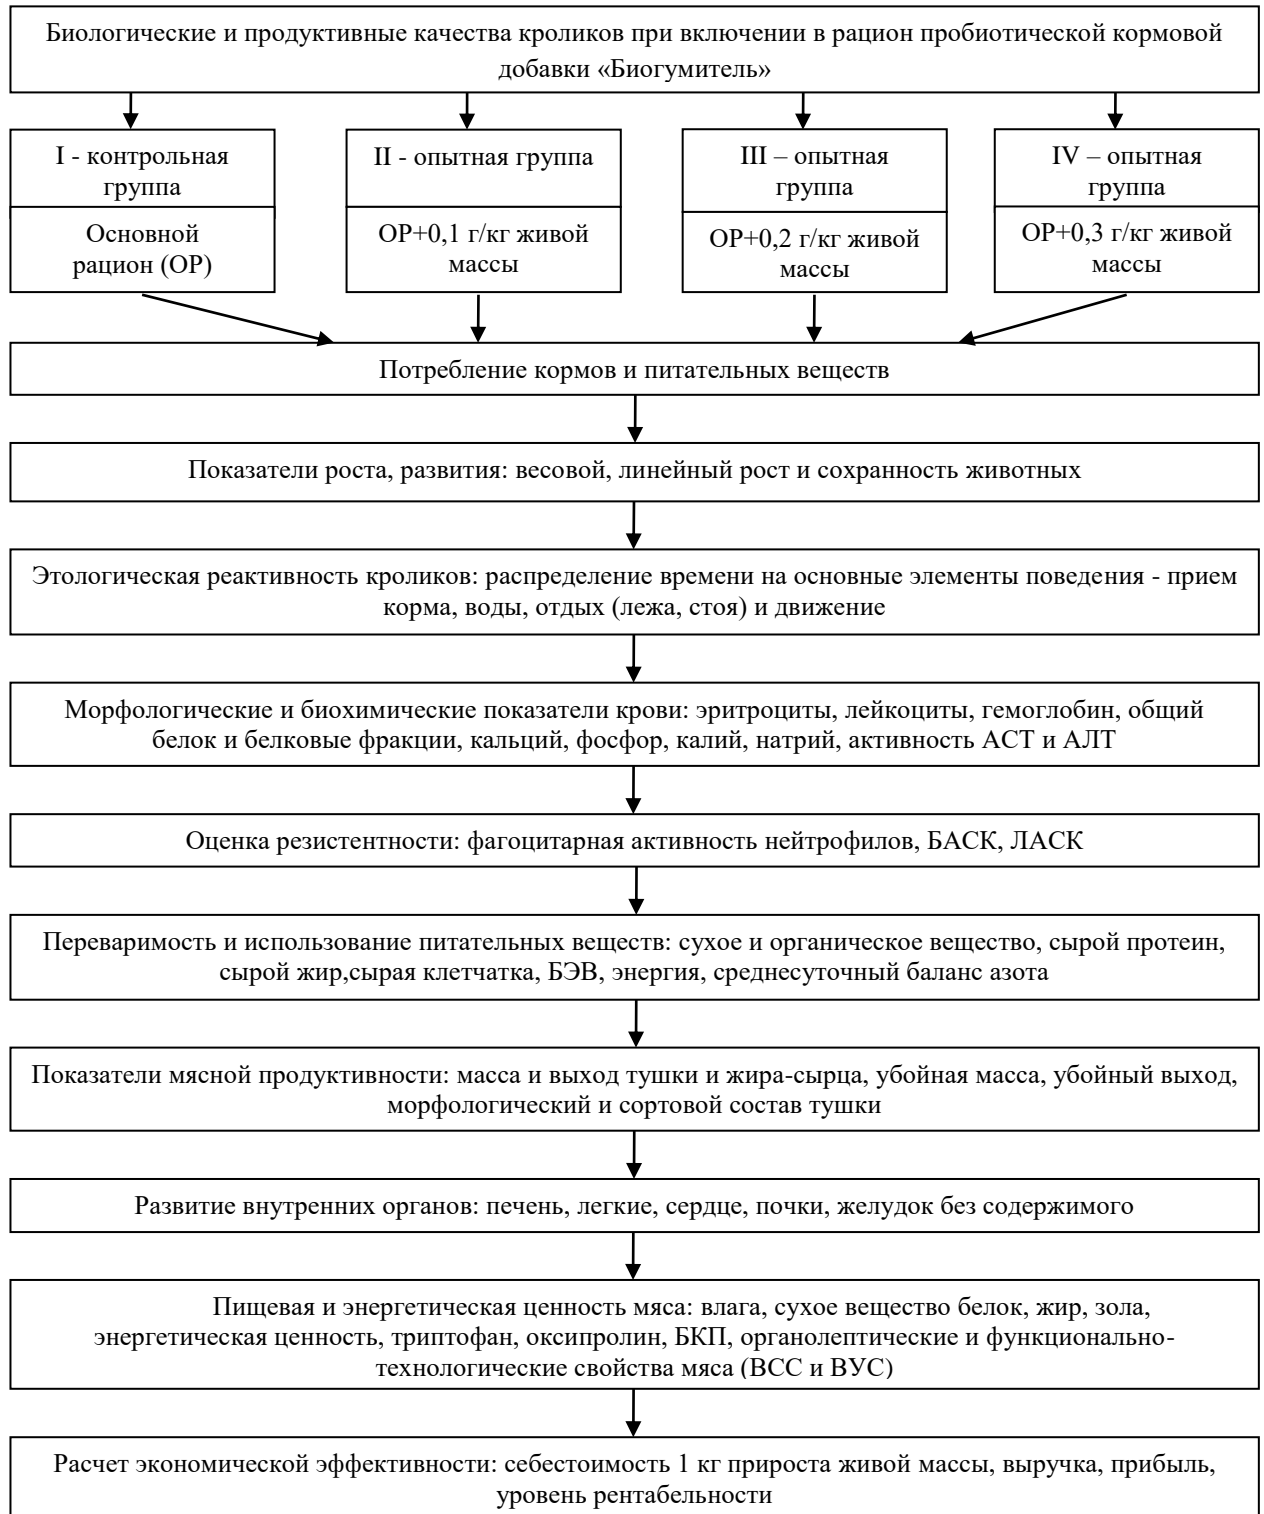 Биологические и продуктивные качества кроликов при включении в рацион пробиотической кормовой
добавки «Биогумитель»
I - контрольная
группа
II - опытная группа
III – опытная
группа
IV – опытная
группа
Основной
рацион (ОР)
ОР+0,1 г/кг живой
массы
ОР+0,2 г/кг живой
массы
ОР+0,3 г/кг живой
массы
Потребление кормов и питательных веществ
Показатели роста, развития: весовой, линейный рост и сохранность животных
Этологическая реактивность кроликов: распределение времени на основные элементы поведения - прием
корма, воды, отдых (лежа, стоя) и движение
Морфологические и биохимические показатели крови: эритроциты, лейкоциты, гемоглобин, общий
белок и белковые фракции, кальций, фосфор, калий, натрий, активность АСТ и АЛТ
Оценка резистентности: фагоцитарная активность нейтрофилов, БАСК, ЛАСК
Переваримость и использование питательных веществ: сухое и органическое вещество, сырой протеин,
сырой жир,сырая клетчатка, БЭВ, энергия, среднесуточный баланс азота
Показатели мясной продуктивности: масса и выход тушки и жира-сырца, убойная масса, убойный выход,
морфологический и сортовой состав тушки
Развитие внутренних органов: печень, легкие, сердце, почки, желудок без содержимого
Пищевая и энергетическая ценность мяса: влага, сухое вещество белок, жир, зола,
энергетическая ценность, триптофан, оксипролин, БКП, органолептические и функционально-
технологические свойства мяса (ВСС и ВУС)
Расчет экономической эффективности: себестоимость 1 кг прироста живой массы, выручка, прибыль,
уровень рентабельности